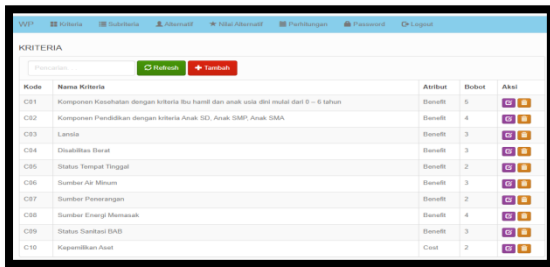 WP Kriteria Subkriteria Alternatif Nilai Alternatif Perhitungan Password Logout
KRITERIA
Pencarian... Refresh Tambah
Kode Nama Kriteria Atribut Bobot Aksi
C01 Komponen Kesehatan dengan kriteria Ibu hamil dan anak usia dini mulai dari 0 – 6 tahun Benefit 5
C02 Komponen Pendidikan dengan kriteria Anak SD, Anak SMP, Anak SMA Benefit 4
C03 Lansia Benefit 3
C04 Disabilitas Berat Benefit 3
C05 Status Tempat Tinggal Benefit 2
C06 Sumber Air Minum Benefit 3
C07 Sumber Penerangan Benefit 2
C08 Sumber Energi Memasak Benefit 4
C09 Status Sanitasi BAB Benefit 3
C10 Kepemilikan Aset Cost 2